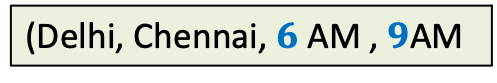 (Delhi, Chennai, 6 AM , 9AM